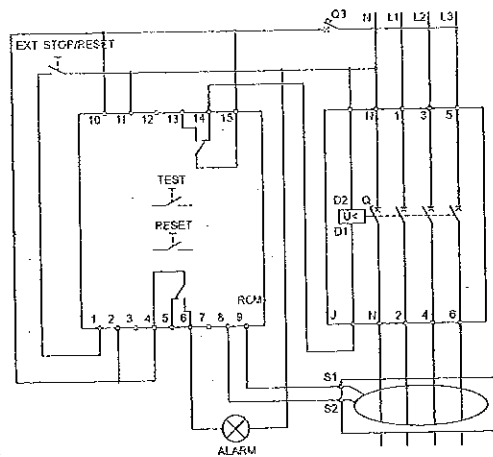 Q3 N L1 L2 L3
EXT STOP/RESET
10 11 12 13 14 15
N 1 3 5
TEST
D2 Q
U<
D1
RESET
RCM
1 2 3 4 5 6 7 8 9
J N 2 4 6
S1
S2
ALARM